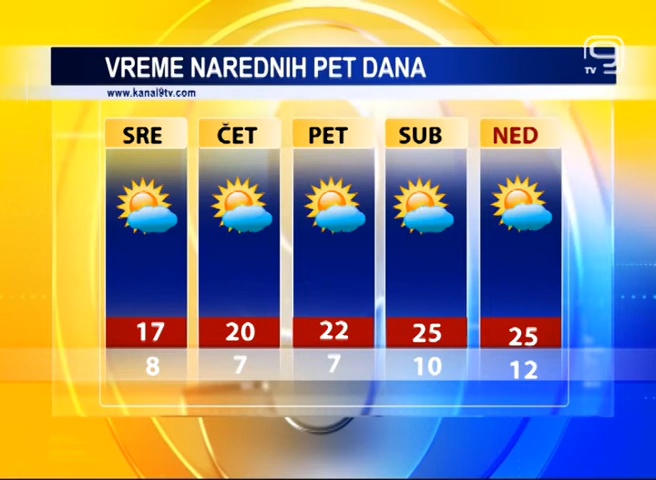 VREME NAREDNIH PET DANA
9
TV
www.kanal9tv.com
SRE ČET PET SUB NED
17 20 22 25 25
8 7 7 10 12